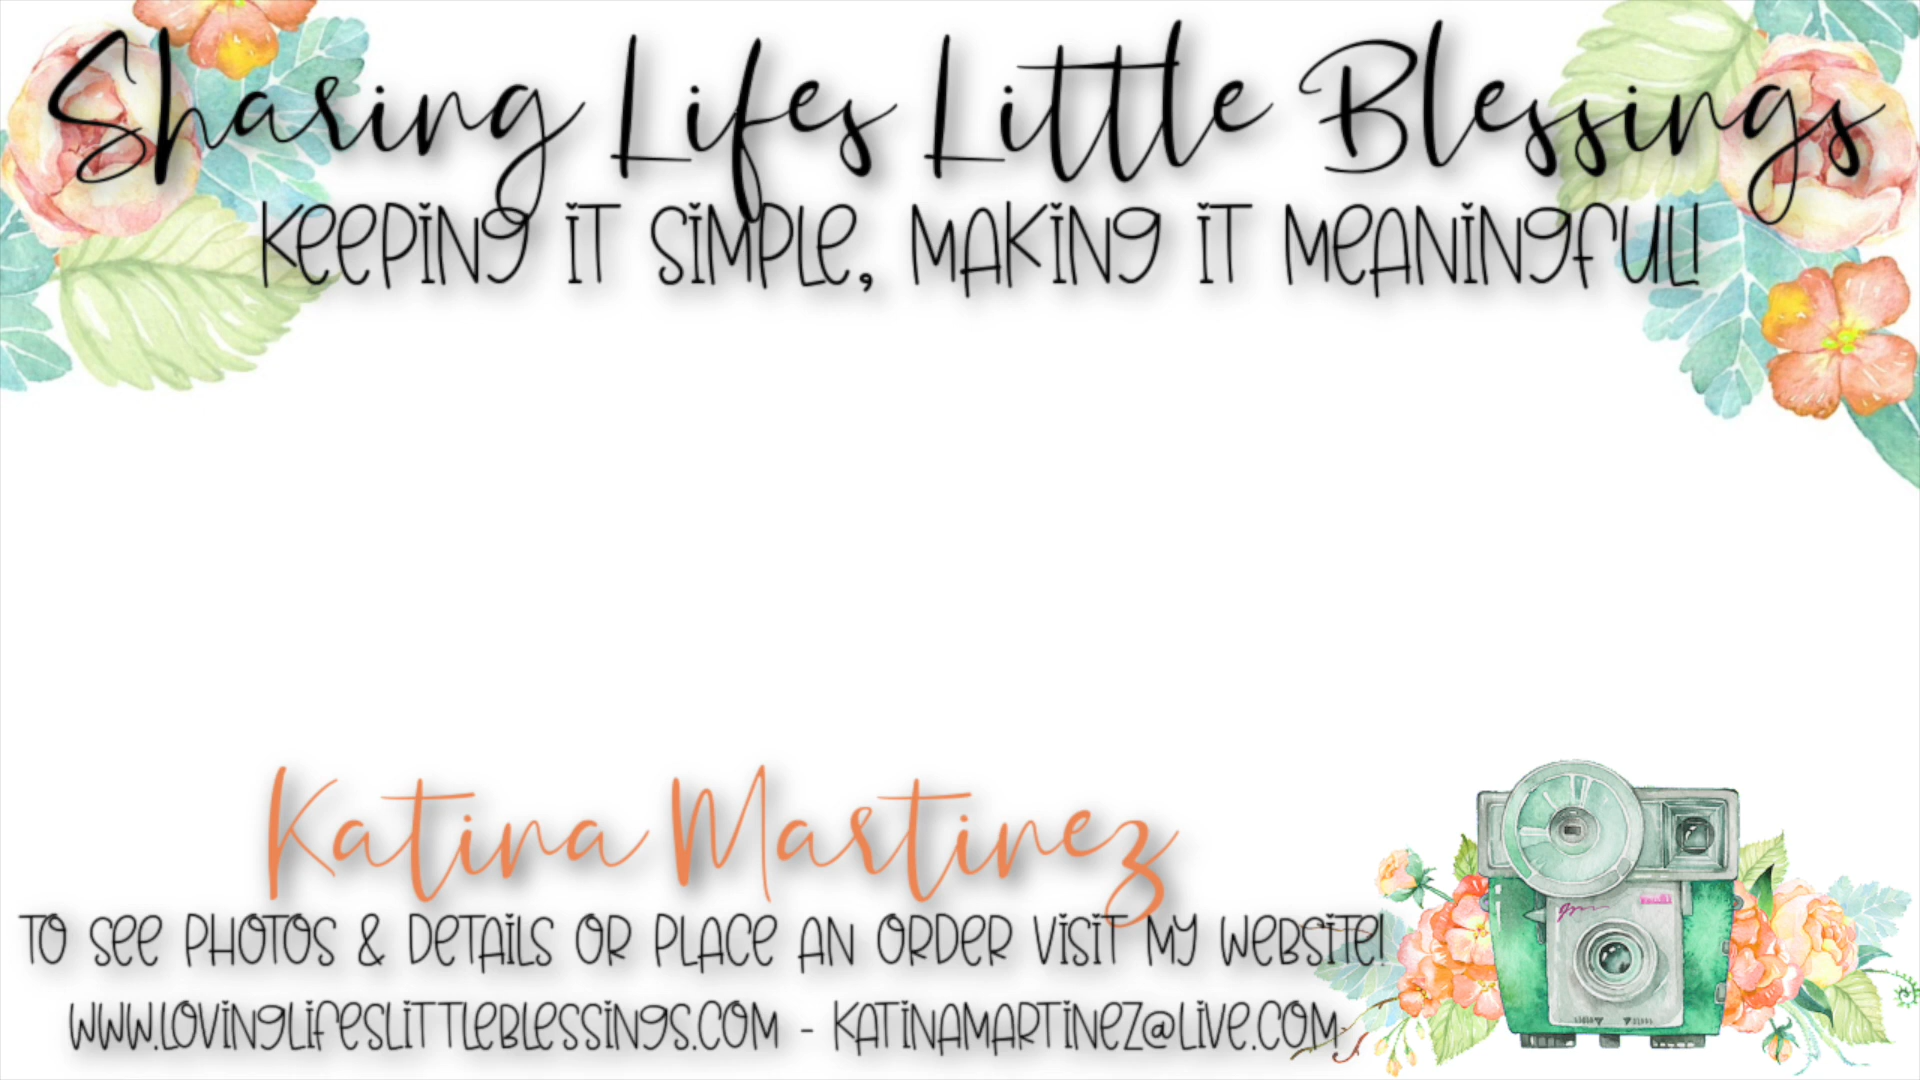 Sharing Lifes Little Blessings
KEEPING IT SIMPLE, MAKING IT MEANINGFUL!
Katina Martinez
TO SEE PHOTOS & DETAILS OR PLACE AN ORDER VISIT MY WEBSITE!
WWW.LOVINGLIFESLITTLEBLESSINGS.COM - KATINAMARTINEZ@LIVE.COM